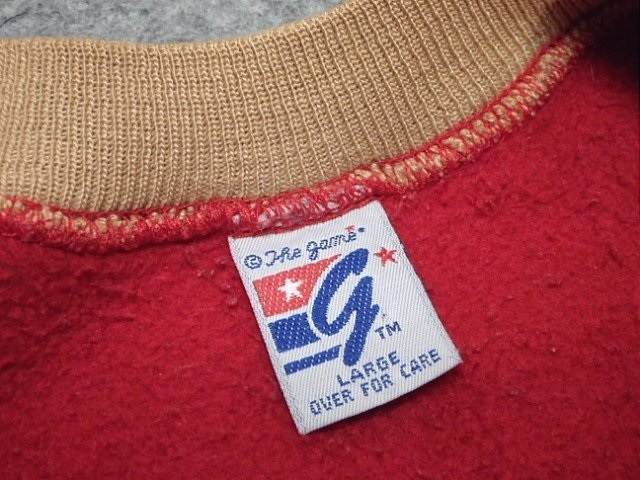 © The game
G TM
LARGE
OVER FOR CARE